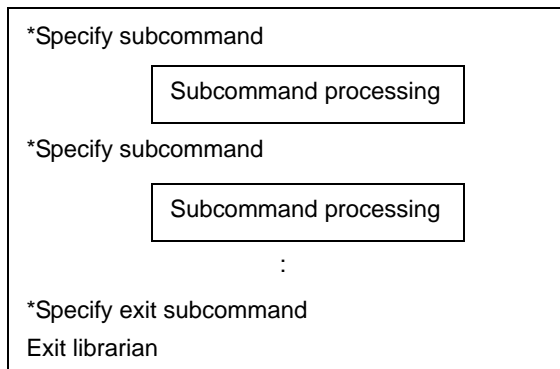 *Specify subcommand
Subcommand processing
*Specify subcommand
Subcommand processing
:
*Specify exit subcommand
Exit librarian